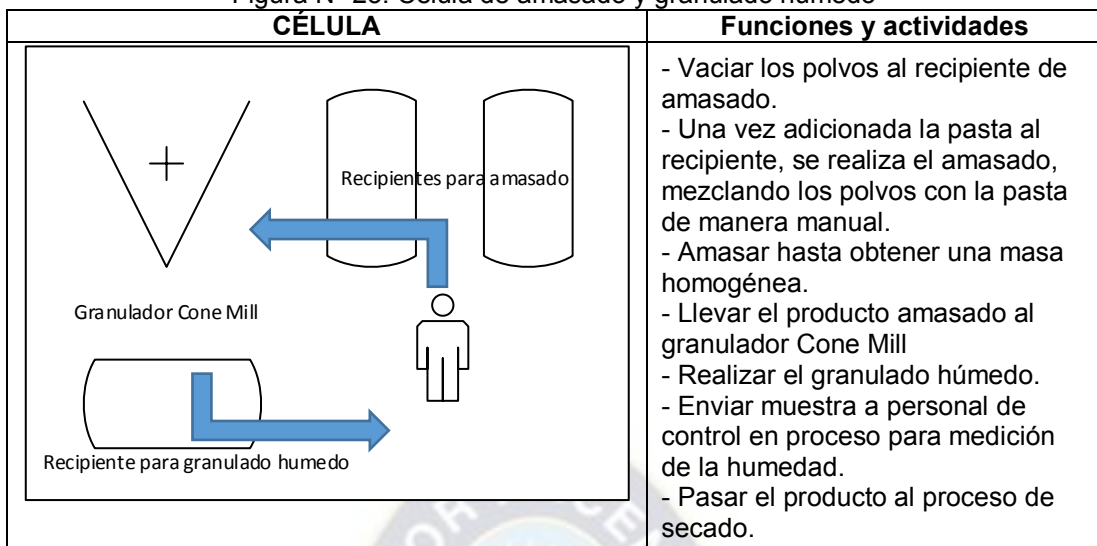 Figura N° 26: Célula de amasado y granulado húmedo
CÉLULA
Funciones y actividades
Recipientes para amasado
Granulador Cone Mill
Recipiente para granulado humedo
- Vaciar los polvos al recipiente de
amasado.
- Una vez adicionada la pasta al
recipiente, se realiza el amasado,
mezclando los polvos con la pasta
de manera manual.
- Amasar hasta obtener una masa
homogénea.
- Llevar el producto amasado al
granulador Cone Mill
- Realizar el granulado húmedo.
- Enviar muestra a personal de
control en proceso para medición
de la humedad.
- Pasar el producto al proceso de
secado.